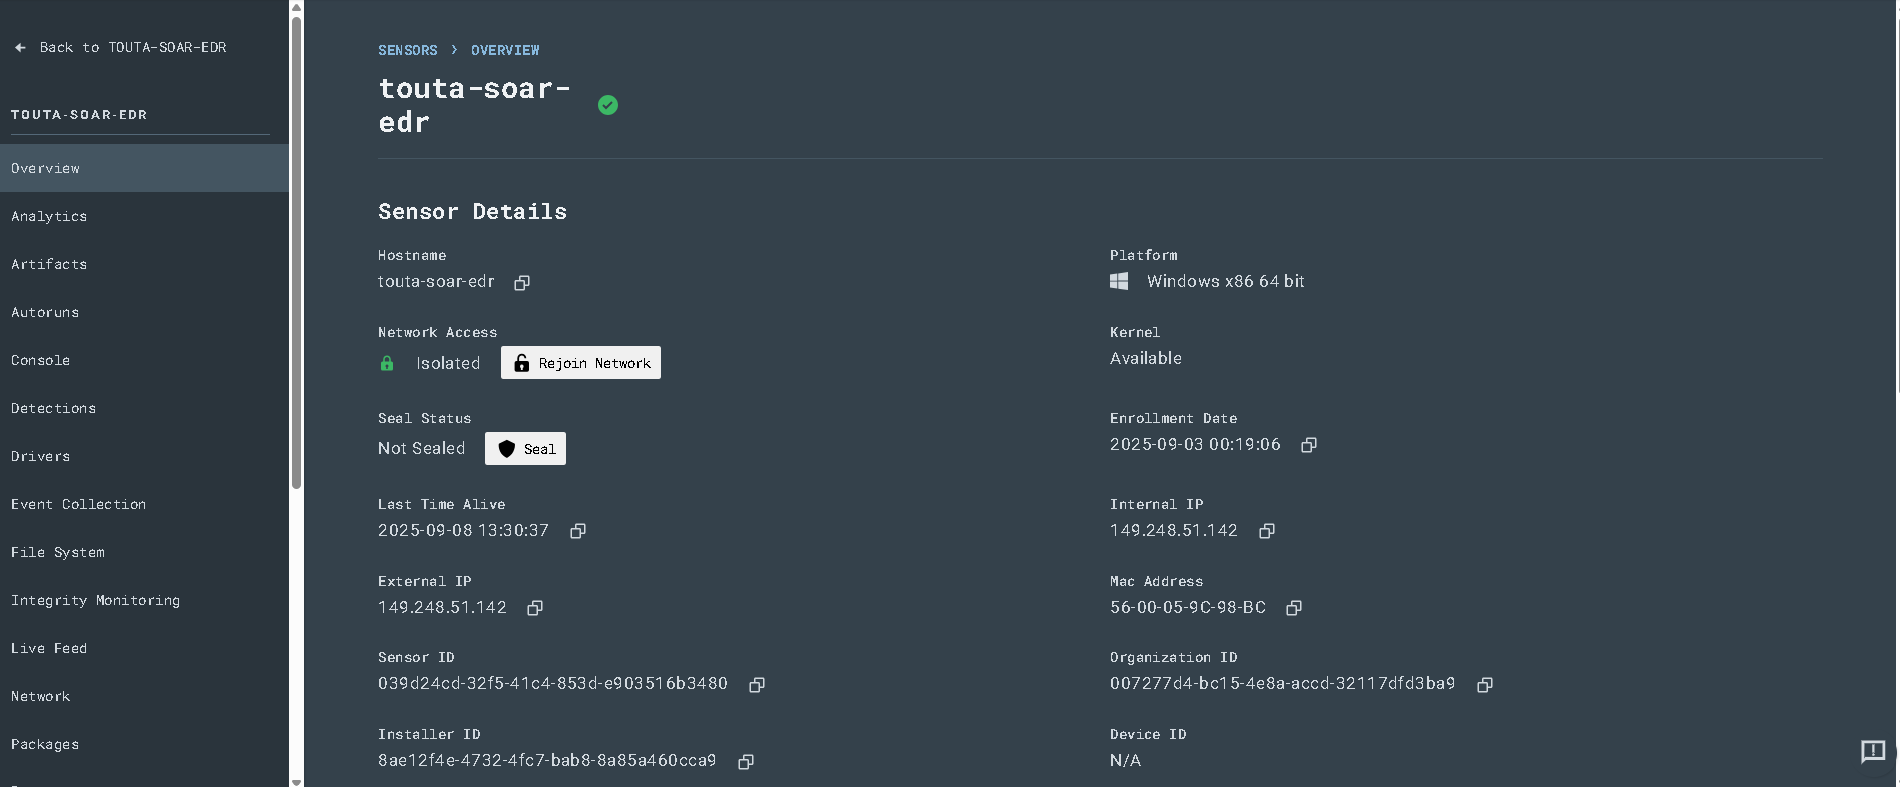 Back to TOUTA-SOAR-EDR
TOUTA-SOAR-EDR
Overview
Analytics
Artifacts
Autoruns
Console
Detections
Drivers
Event Collection
File System
Integrity Monitoring
Live Feed
Network
Packages
SENSORS > OVERVIEW
touta-soar-
edr
Sensor Details
Hostname
touta-soar-edr
Platform
Windows x86 64 bit
Network Access
Isolated Rejoin Network
Kernel
Available
Seal Status
Not Sealed Seal
Enrollment Date
2025-09-03 00:19:06
Last Time Alive
2025-09-08 13:30:37
Internal IP
149.248.51.142
External IP
149.248.51.142
Mac Address
56-00-05-9C-98-BC
Sensor ID
039d24cd-32f5-41c4-853d-e903516b3480
Organization ID
007277d4-bc15-4e8a-accd-32117dfd3ba9
Installer ID
8ae12f4e-4732-4fc7-bab8-8a85a460cca9
Device ID
N/A